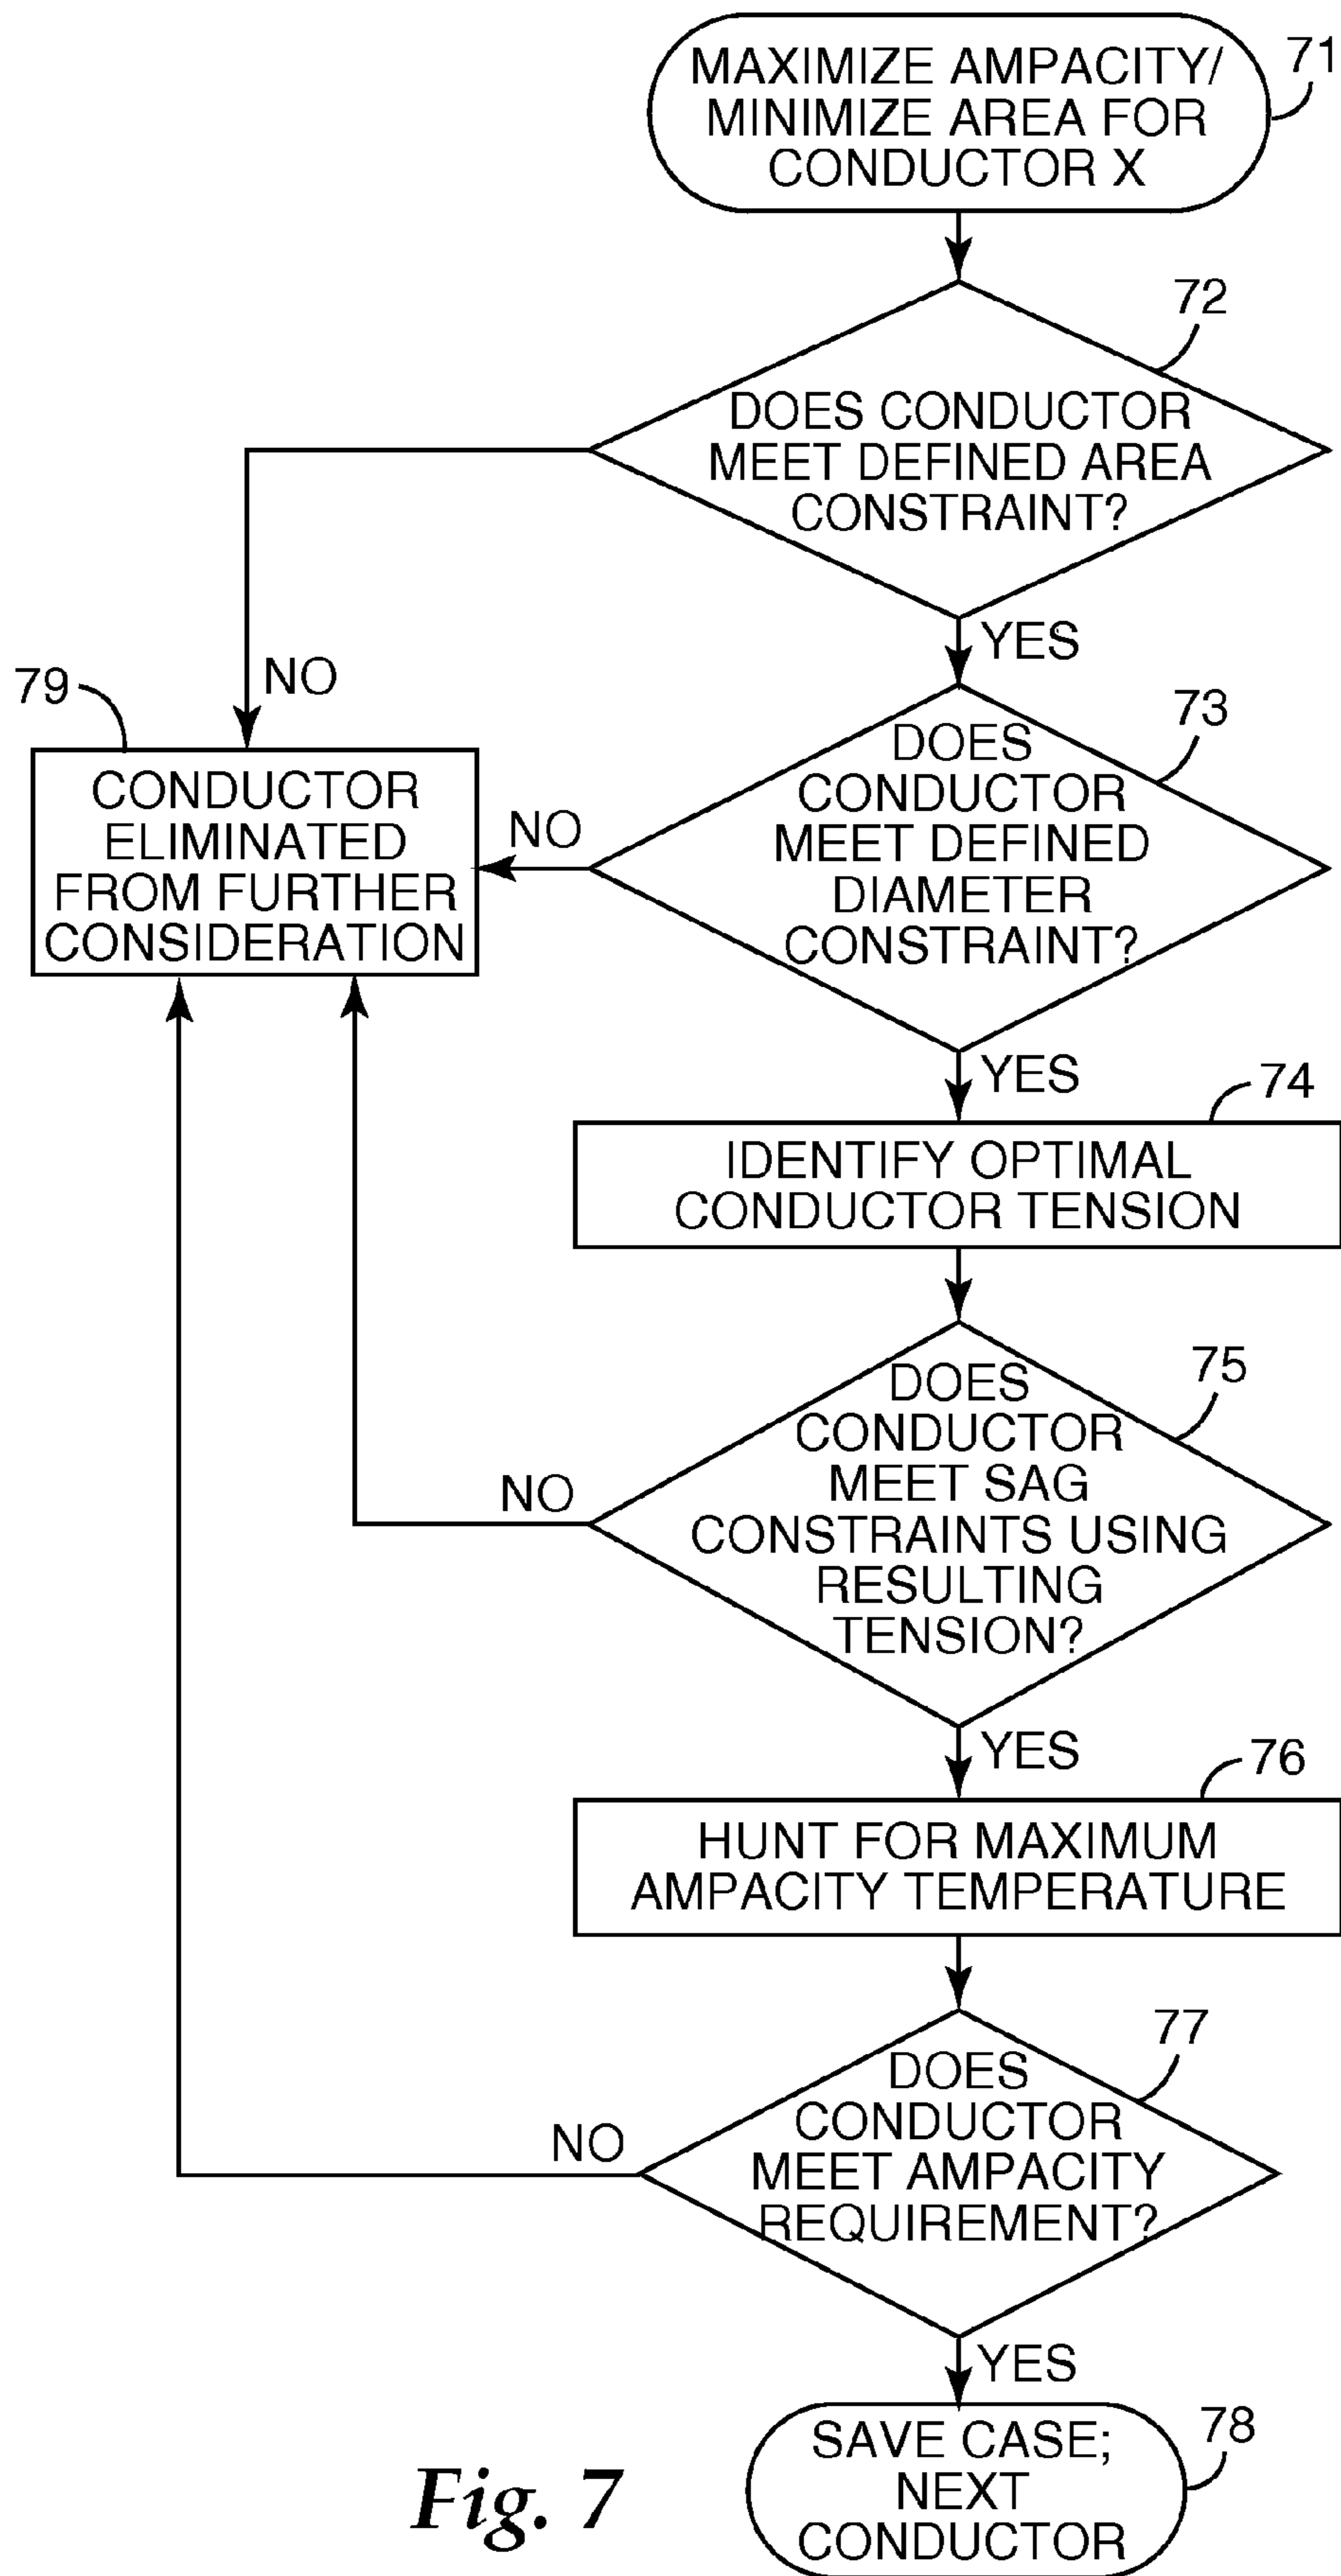 MAXIMIZE AMPACITY/
MINIMIZE AREA FOR
CONDUCTOR X
71
72
DOES CONDUCTOR
MEET DEFINED AREA
CONSTRAINT?
YES
NO
79
73
DOES
CONDUCTOR
MEET DEFINED
DIAMETER
CONSTRAINT?
NO
CONDUCTOR
ELIMINATED
FROM FURTHER
CONSIDERATION
YES
74
IDENTIFY OPTIMAL
CONDUCTOR TENSION
75
DOES
CONDUCTOR
MEET SAG
CONSTRAINTS USING
RESULTING
TENSION?
NO
YES
76
HUNT FOR MAXIMUM
AMPACITY TEMPERATURE
77
DOES
CONDUCTOR
MEET AMPACITY
REQUIREMENT?
NO
YES
78
SAVE CASE;
NEXT
CONDUCTOR
Fig. 7